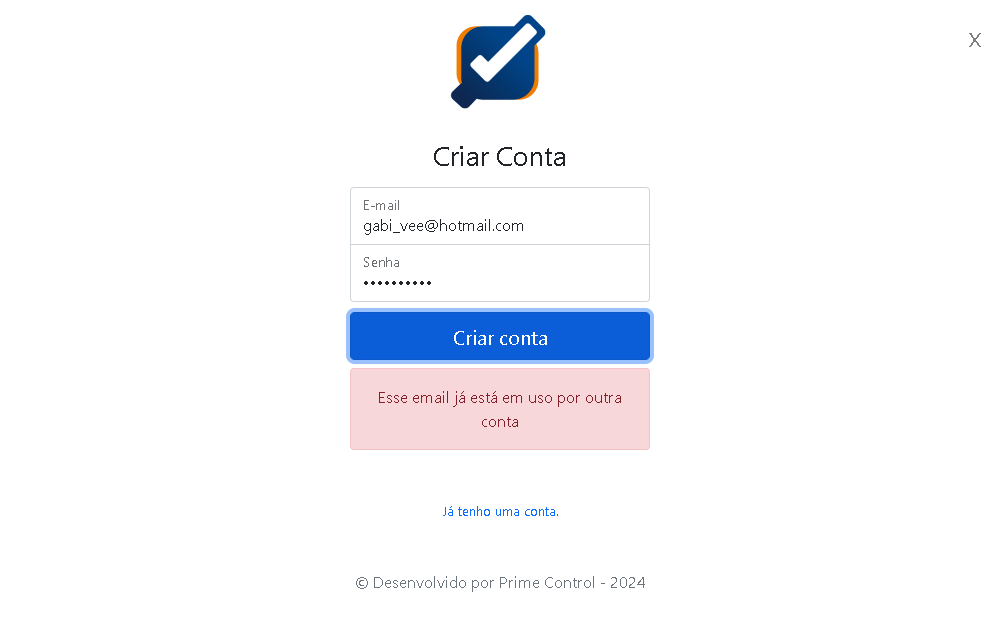 X
Criar Conta
E-mail
gabi_vee@hotmail.com
Senha
••••••••••
Criar conta
Esse email já está em uso por outra
conta
Já tenho uma conta.
© Desenvolvido por Prime Control - 2024